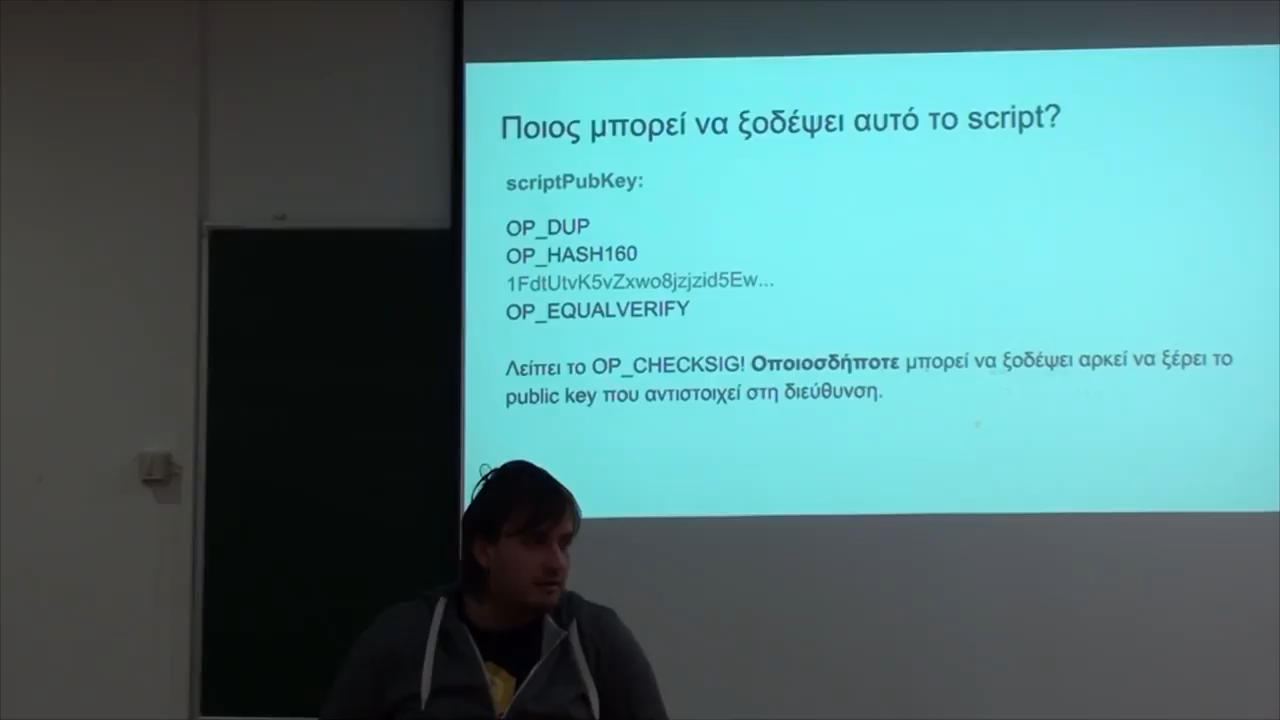 Ποιος μπορεί να ξοδέψει αυτό το script?
scriptPubKey:
OP_DUP
OP_HASH160
1FdtUtvK5vZxwo8jzjzid5Ew...
OP_EQUALVERIFY
Λείπει το OP_CHECKSIG! Οποιοσδήποτε μπορεί να ξοδέψει αρκεί να ξέρει το
public key που αντιστοιχεί στη διεύθυνση.